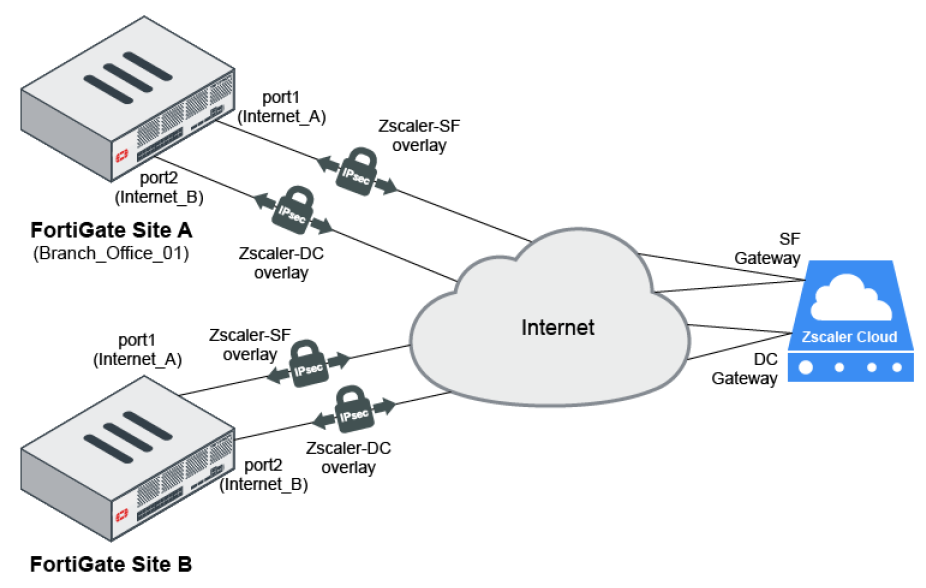 port1
(Internet_A)
Zscaler-SF
overlay
IPsec
port2
(Internet_B)
IPsec
FortiGate Site A
(Branch_Office_01)
Zscaler-DC
overlay
SF
Gateway
Internet
Zscaler Cloud
port1
(Internet_A)
Zscaler-SF
overlay
IPsec
DC
Gateway
IPsec
Zscaler-DC
overlay
port2
(Internet_B)
FortiGate Site B